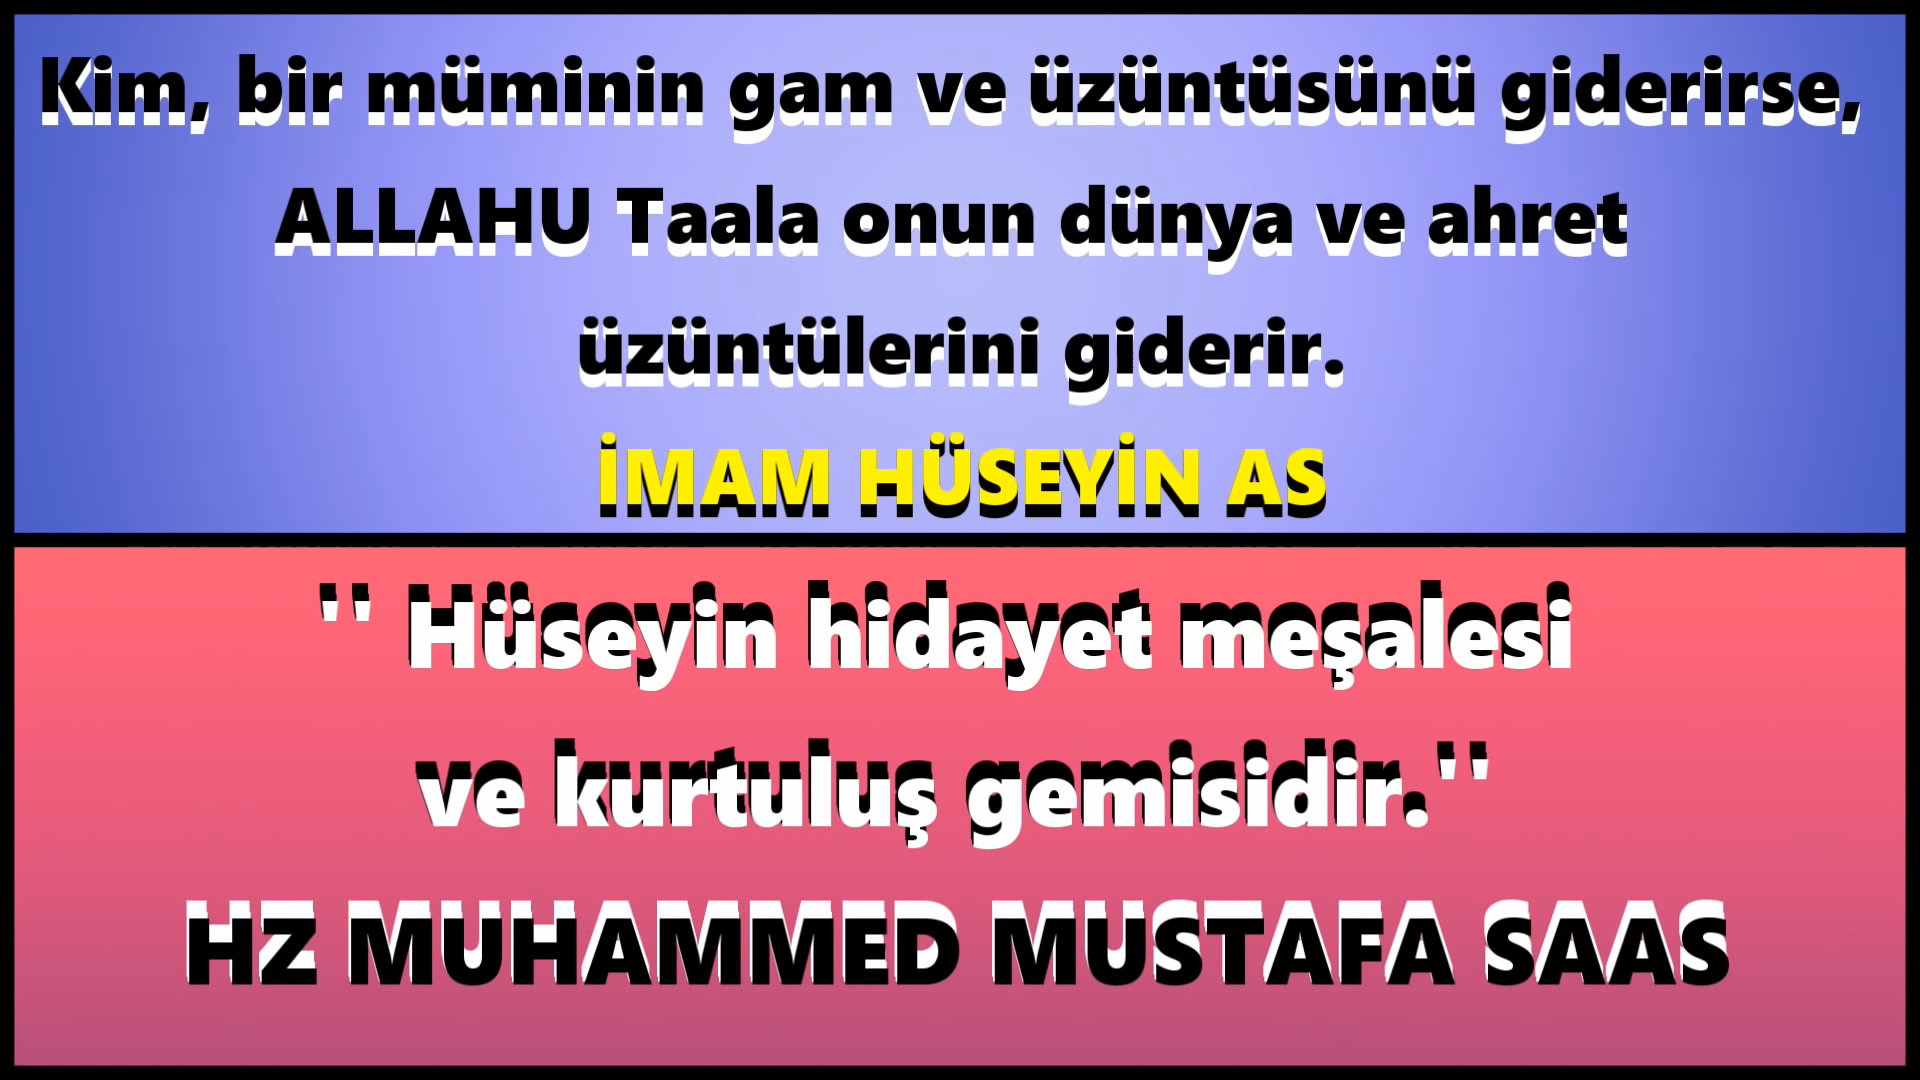 Kim, bir müminin gam ve üzüntüsünü giderirse,
ALLAHU Taala onun dünya ve ahret
üzüntülerini giderir.
İMAM HÜSEYİN AS
'' Hüseyin hidayet meşalesi
ve kurtuluş gemisidir.''
HZ MUHAMMED MUSTAFA SAAS